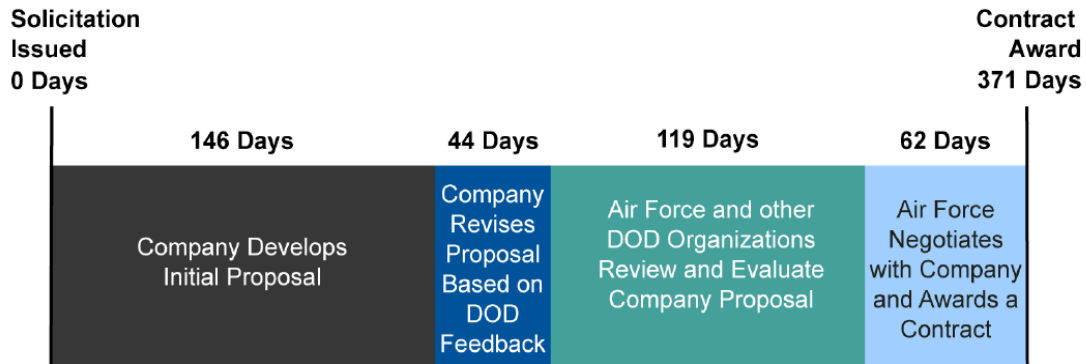 Solicitation
Issued
0 Days
Contract
Award
371 Days
146 Days
44 Days
119 Days
62 Days
Company Develops
Initial Proposal
Company
Revises
Proposal
Based on
DOD
Feedback
Air Force and other
DOD Organizations
Review and Evaluate
Company Proposal
Air Force
Negotiates
with Company
and Awards a
Contract